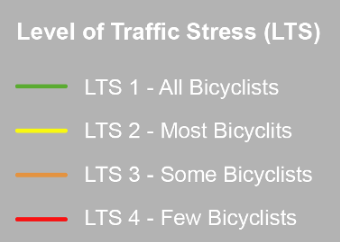 Level of Traffic Stress (LTS)
LTS 1 - All Bicyclists
LTS 2 - Most Bicyclits
LTS 3 - Some Bicyclists
LTS 4 - Few Bicyclists